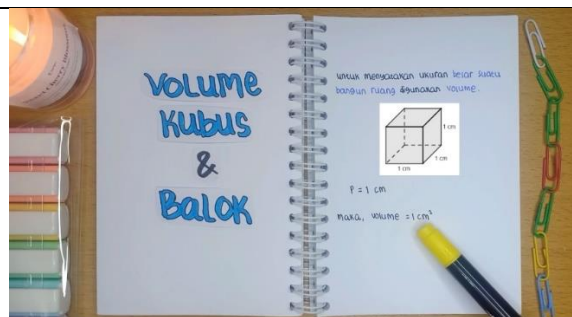 VOLUME
KUBUS
&
BALOK
untuk menyatakan ukuran besar suatu
bangun ruang digunakan volume.
1 cm
1 cm
1 cm
P = 1 cm
maka, volume = 1 cm³